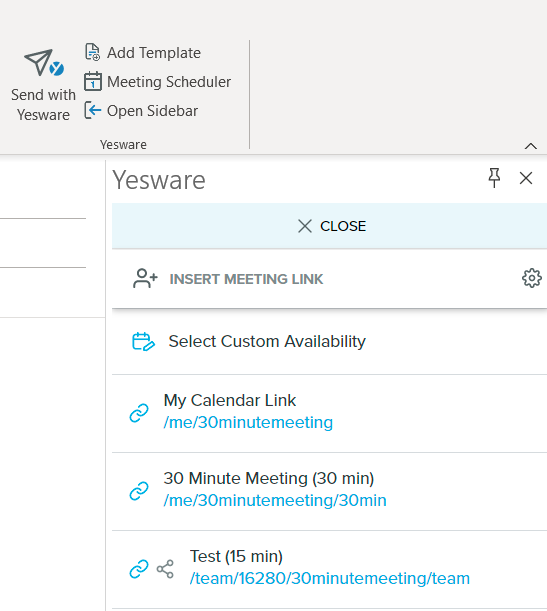 Add Template
Send with
Yesware
Meeting Scheduler
1
Open Sidebar
Yesware
Yesware
CLOSE
INSERT MEETING LINK
Select Custom Availability
My Calendar Link
/me/30minutemeeting
30 Minute Meeting (30 min)
/me/30minutemeeting/30min
Test (15 min)
/team/16280/30minutemeeting/team